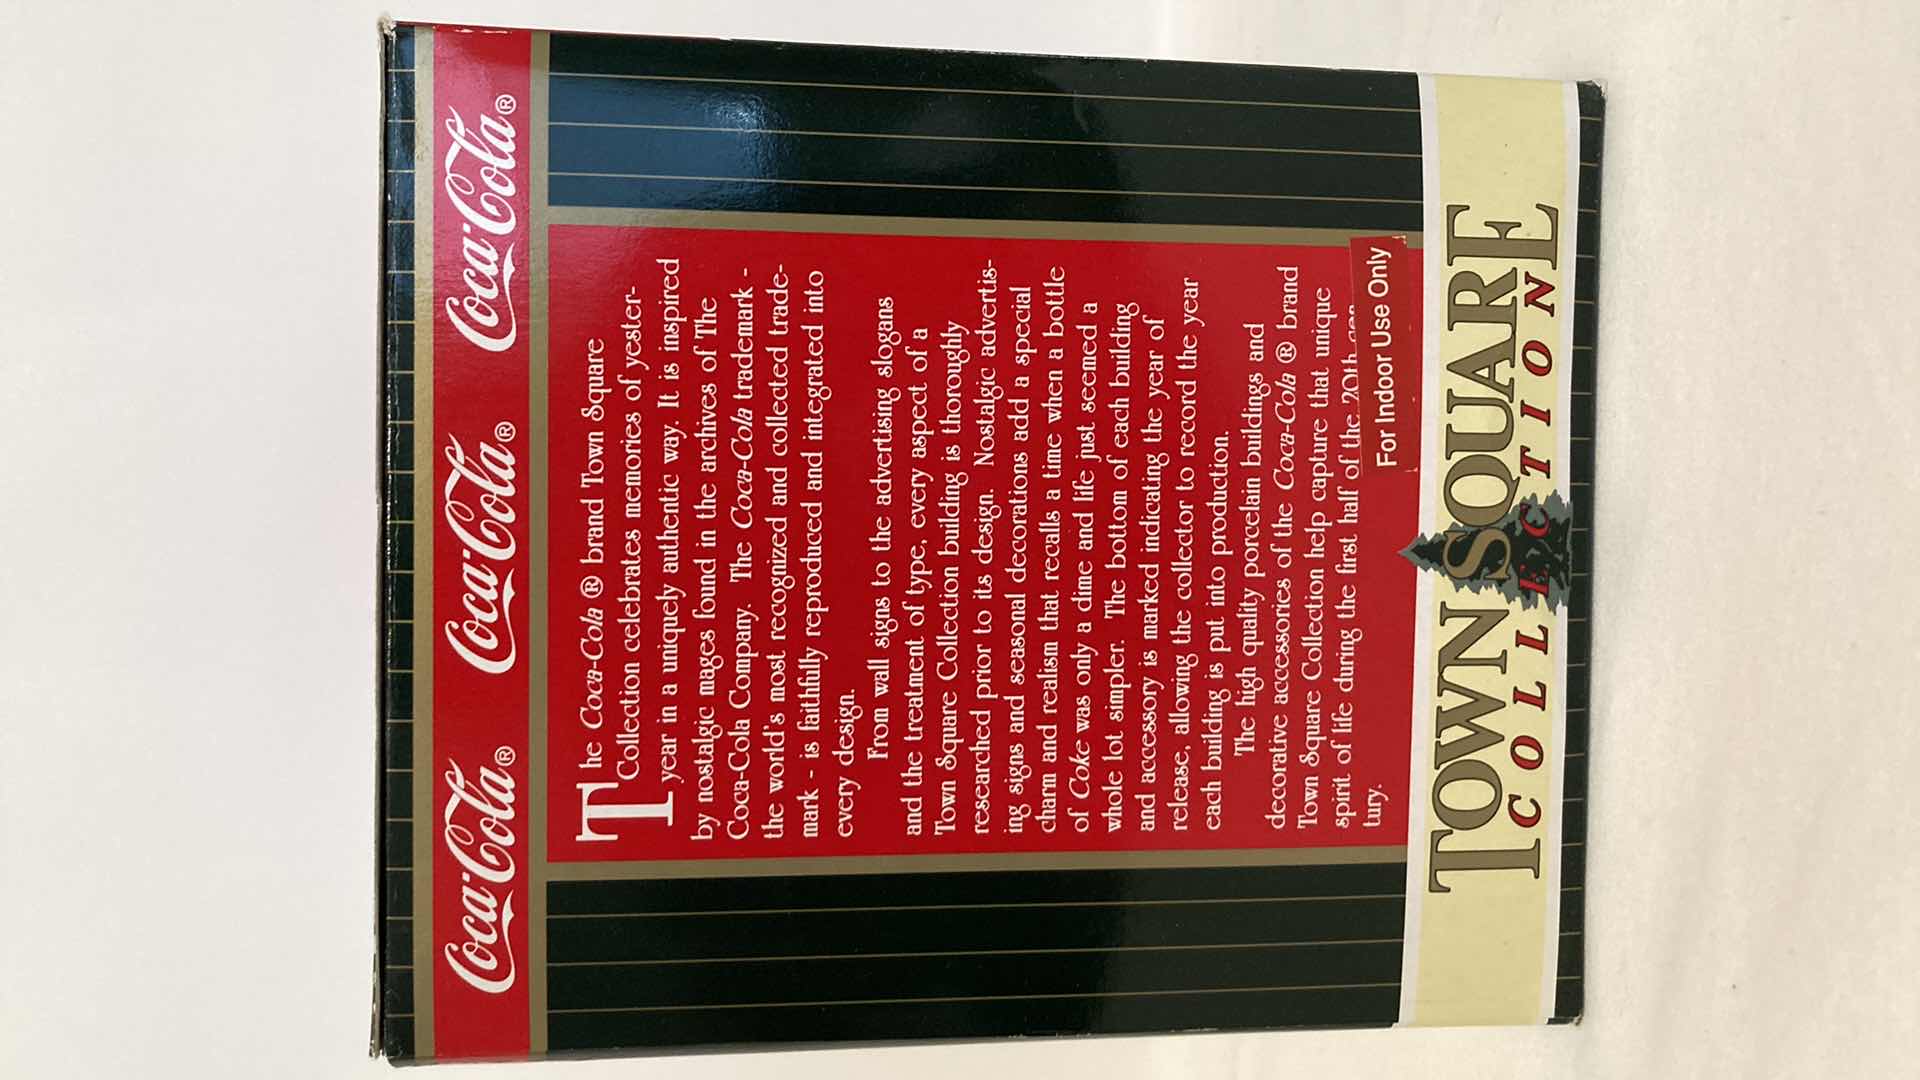 Coca-Cola® Coca-Cola® Coca-Cola®
The Coca-Cola ® brand Town Square
Collection celebrates memories of yester-
year in a uniquely authentic way. It is inspired
by nostalgic mages found in the archives of The
Coca-Cola Company. The Coca-Cola trademark -
the world's most recognized and collected trade-
mark - is faithfully reproduced and integrated into
every design.
From wall signs to the advertising slogans
and the treatment of type, every aspect of a
Town Square Collection building is thoroughly
researched prior to its design. Nostalgic advertis-
ing signs and seasonal decorations add a special
charm and realism that recalls a time when a bottle
of Coke was only a dime and life just seemed a
whole lot simpler. The bottom of each building
and accessory is marked indicating the year of
release, allowing the collector to record the year
each building is put into production.
The high quality porcelain buildings and
decorative accessories of the Coca-Cola ® brand
Town Square Collection help capture that unique
spirit of life during the first half of the 20th cen
tury.
For Indoor Use Only
TOWN SQUARE
COLLECTION